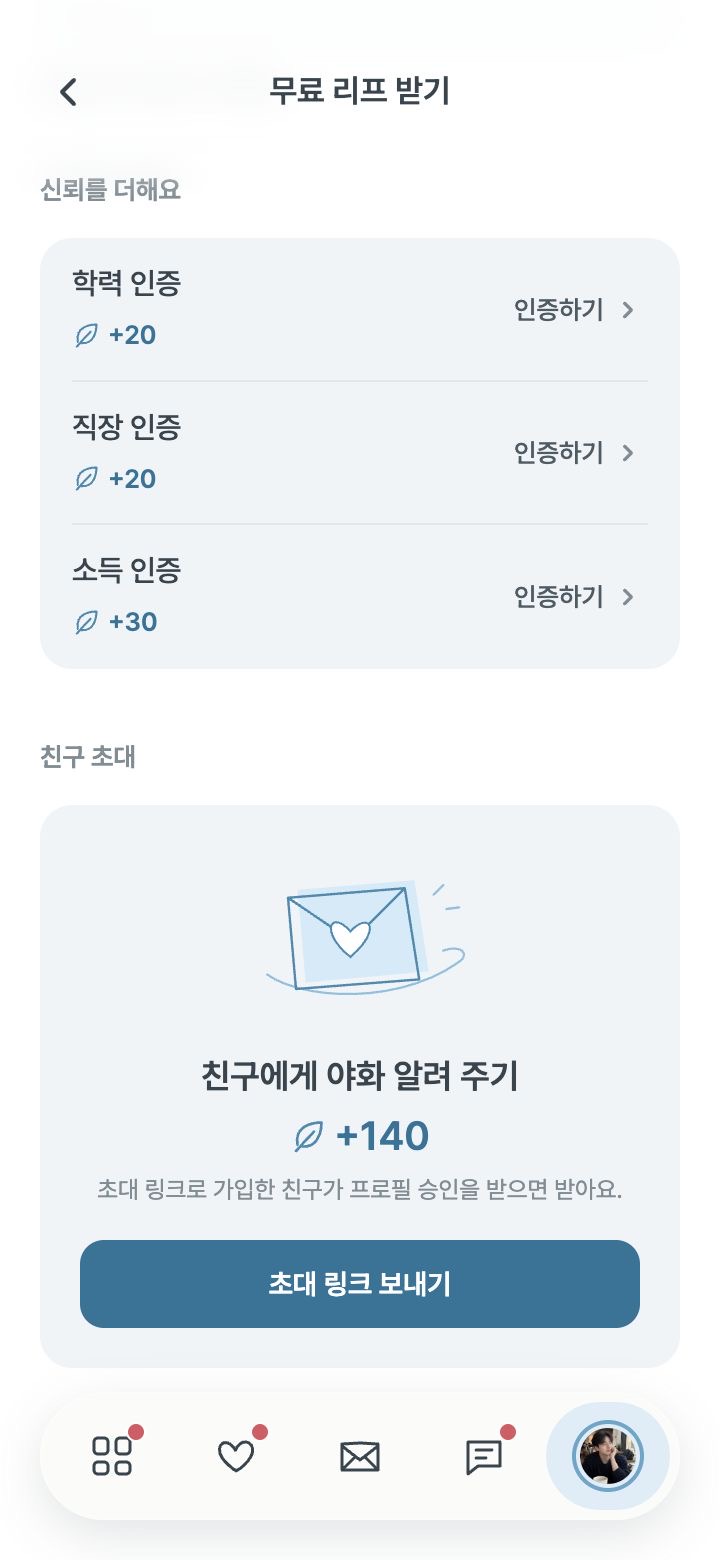 무료 리프 받기
신뢰를 더해요
학력 인증
+20
인증하기
직장 인증
+20
인증하기
소득 인증
+30
인증하기
친구 초대
친구에게 야화 알려 주기
+140
초대 링크로 가입한 친구가 프로필 승인을 받으면 받아요.
초대 링크 보내기